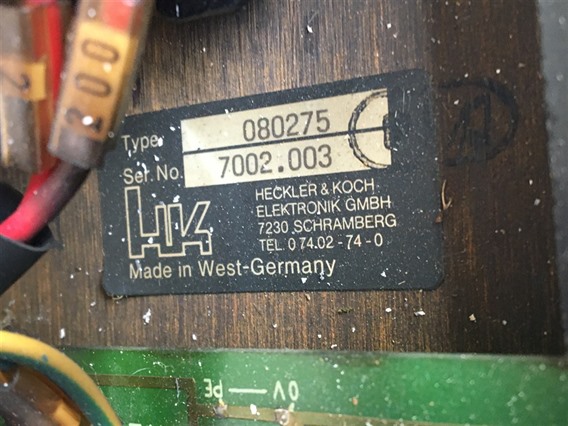 200
Type 080275
Ser. No. 7002.003
HK
HECKLER & KOCH
ELEKTRONIK GMBH
7230 SCHRAMBERG
TEL. 0 74 02 - 74 - 0
Made in West-Germany
PE — 0V